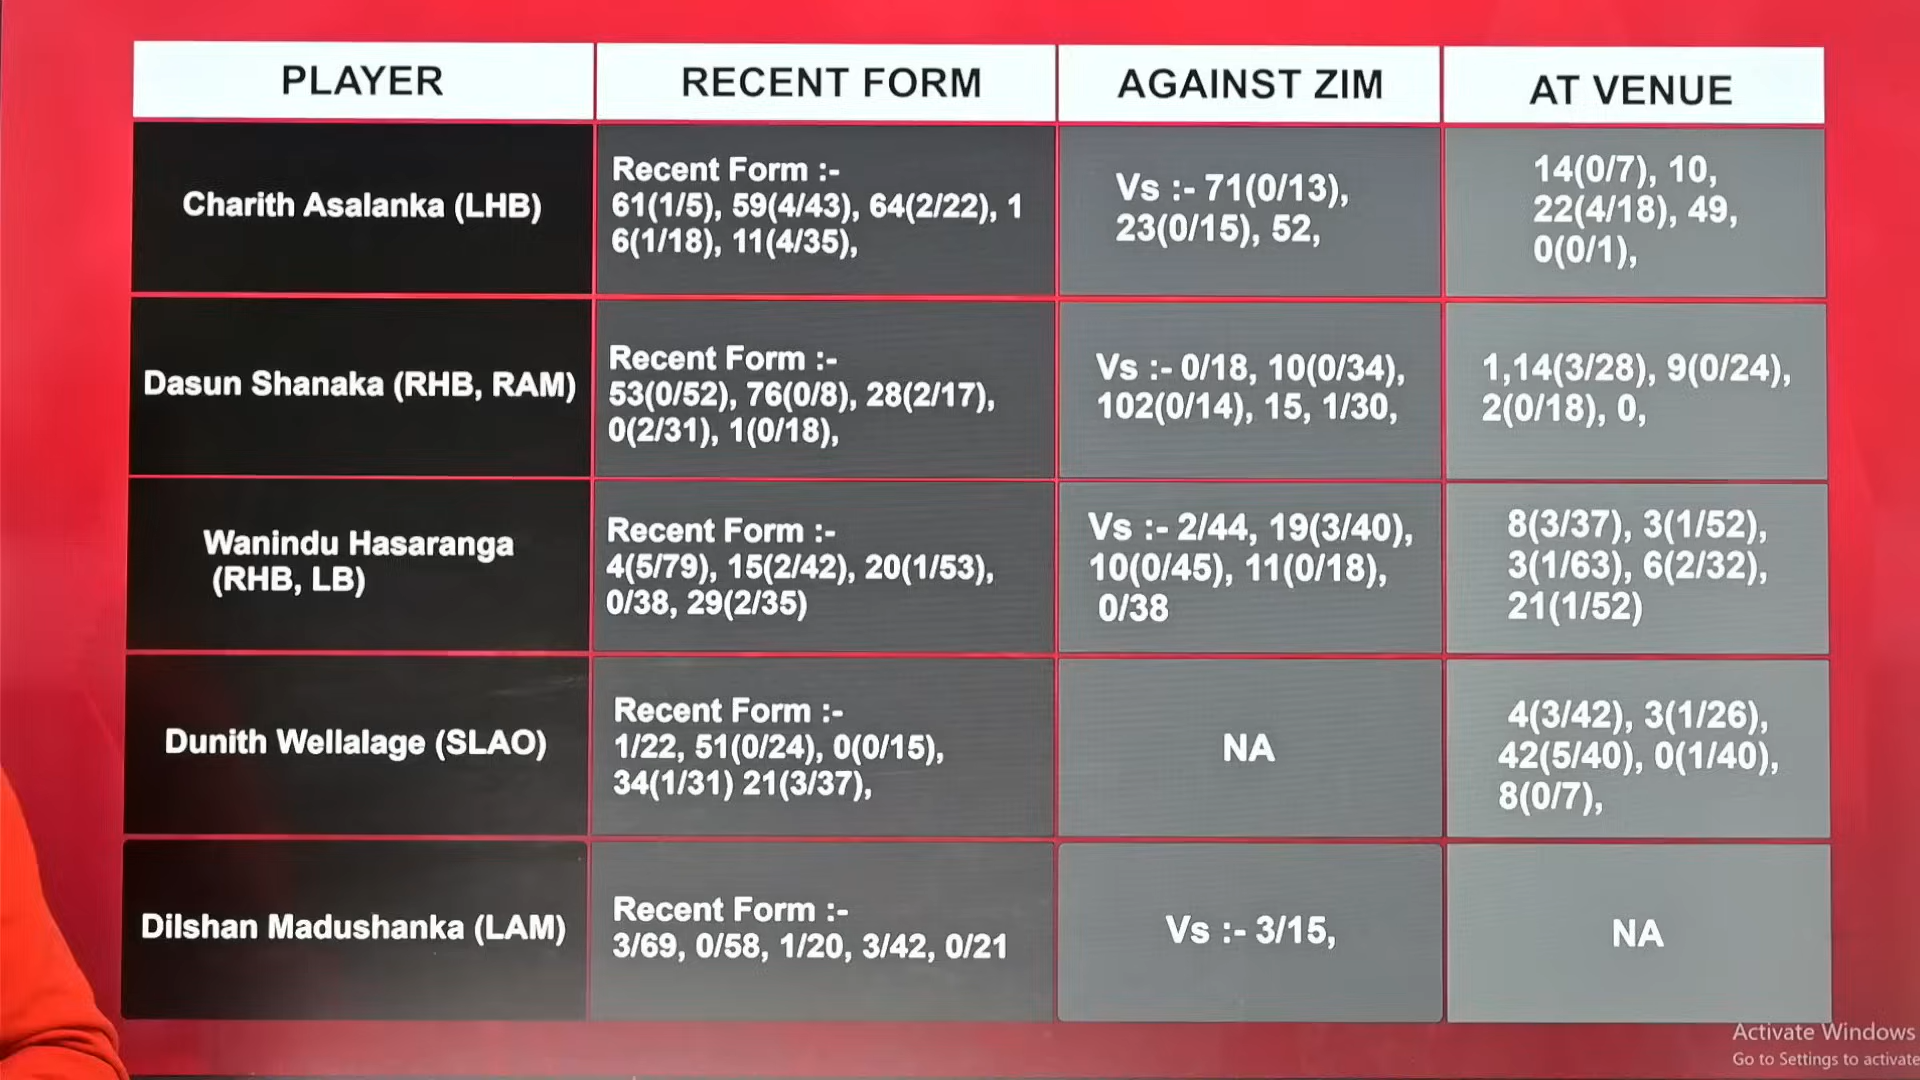 PLAYER
RECENT FORM
AGAINST ZIM
AT VENUE
Charith Asalanka (LHB)
Recent Form :-
61(1/5), 59(4/43), 64(2/22), 1
6(1/18), 11(4/35),
Vs :- 71(0/13),
23(0/15), 52,
14(0/7), 10,
22(4/18), 49,
0(0/1),
Dasun Shanaka (RHB, RAM)
Recent Form :-
53(0/52), 76(0/8), 28(2/17),
0(2/31), 1(0/18),
Vs :- 0/18, 10(0/34),
102(0/14), 15, 1/30,
1,14(3/28), 9(0/24),
2(0/18), 0,
Wanindu Hasaranga
(RHB, LB)
Recent Form :-
4(5/79), 15(2/42), 20(1/53),
0/38, 29(2/35)
Vs :- 2/44, 19(3/40),
10(0/45), 11(0/18),
0/38
8(3/37), 3(1/52),
3(1/63), 6(2/32),
21(1/52)
Dunith Wellalage (SLAO)
Recent Form :-
1/22, 51(0/24), 0(0/15),
34(1/31) 21(3/37),
NA
4(3/42), 3(1/26),
42(5/40), 0(1/40),
8(0/7),
Dilshan Madushanka (LAM)
Recent Form :-
3/69, 0/58, 1/20, 3/42, 0/21
Vs :- 3/15,
NA
Activate Windows
Go to Settings to activate